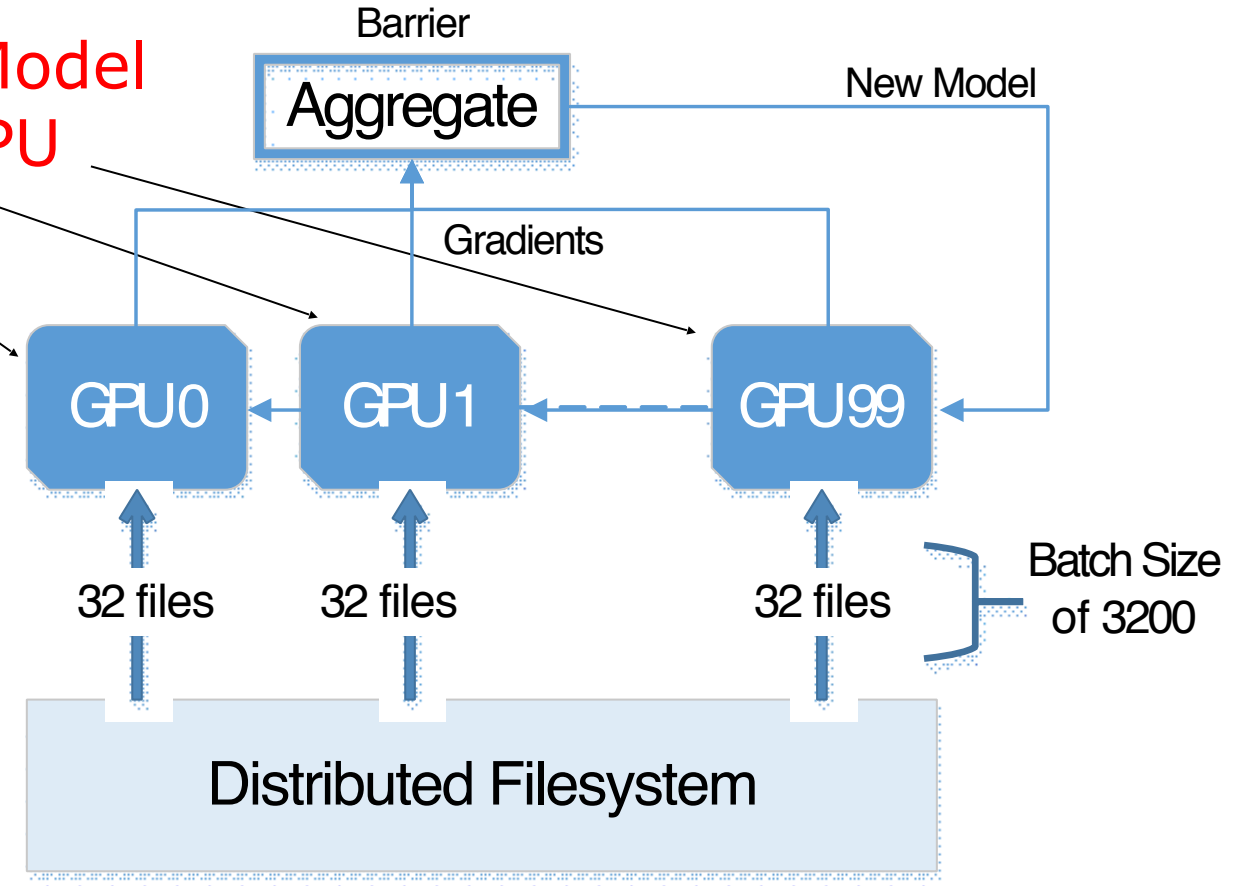 Barrier
Model
PU
Aggregate
New Model
Gradients
GPU0
GPU1
GPU99
32 files
32 files
32 files
Batch Size
of 3200
Distributed Filesystem